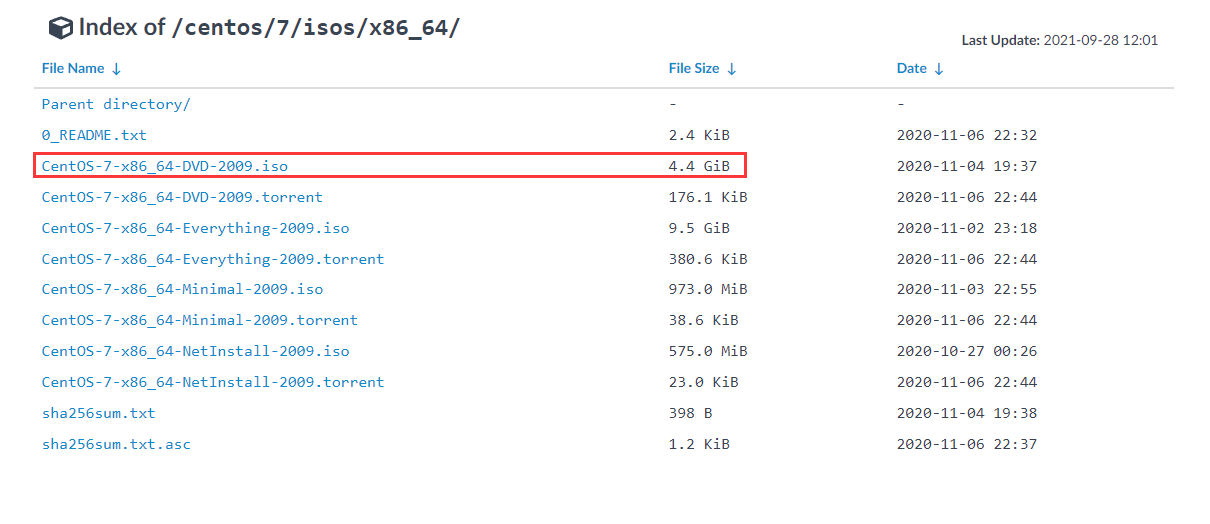 Index of /centos/7/isos/x86_64/
Last Update: 2021-09-28 12:01
File Name ↓ File Size ↓ Date ↓
Parent directory/ - -
0_README.txt 2.4 KiB 2020-11-06 22:32
CentOS-7-x86_64-DVD-2009.iso 4.4 GiB 2020-11-04 19:37
CentOS-7-x86_64-DVD-2009.torrent 176.1 KiB 2020-11-06 22:44
CentOS-7-x86_64-Everything-2009.iso 9.5 GiB 2020-11-02 23:18
CentOS-7-x86_64-Everything-2009.torrent 380.6 KiB 2020-11-06 22:44
CentOS-7-x86_64-Minimal-2009.iso 973.0 MiB 2020-11-03 22:55
CentOS-7-x86_64-Minimal-2009.torrent 38.6 KiB 2020-11-06 22:44
CentOS-7-x86_64-NetInstall-2009.iso 575.0 MiB 2020-10-27 00:26
CentOS-7-x86_64-NetInstall-2009.torrent 23.0 KiB 2020-11-06 22:44
sha256sum.txt 398 B 2020-11-04 19:38
sha256sum.txt.asc 1.2 KiB 2020-11-06 22:37